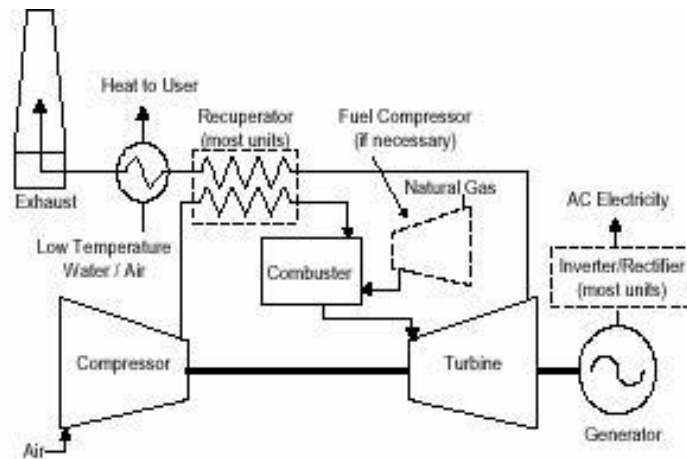 Heat to User
Recuperator
(most units)
Fuel Compressor
(if necessary)
Natural Gas
AC Electricity
Exhaust
Low Temperature
Water / Air
Combuster
Inverter/Rectifier
(most units)
Compressor
Turbine
Generator
Air